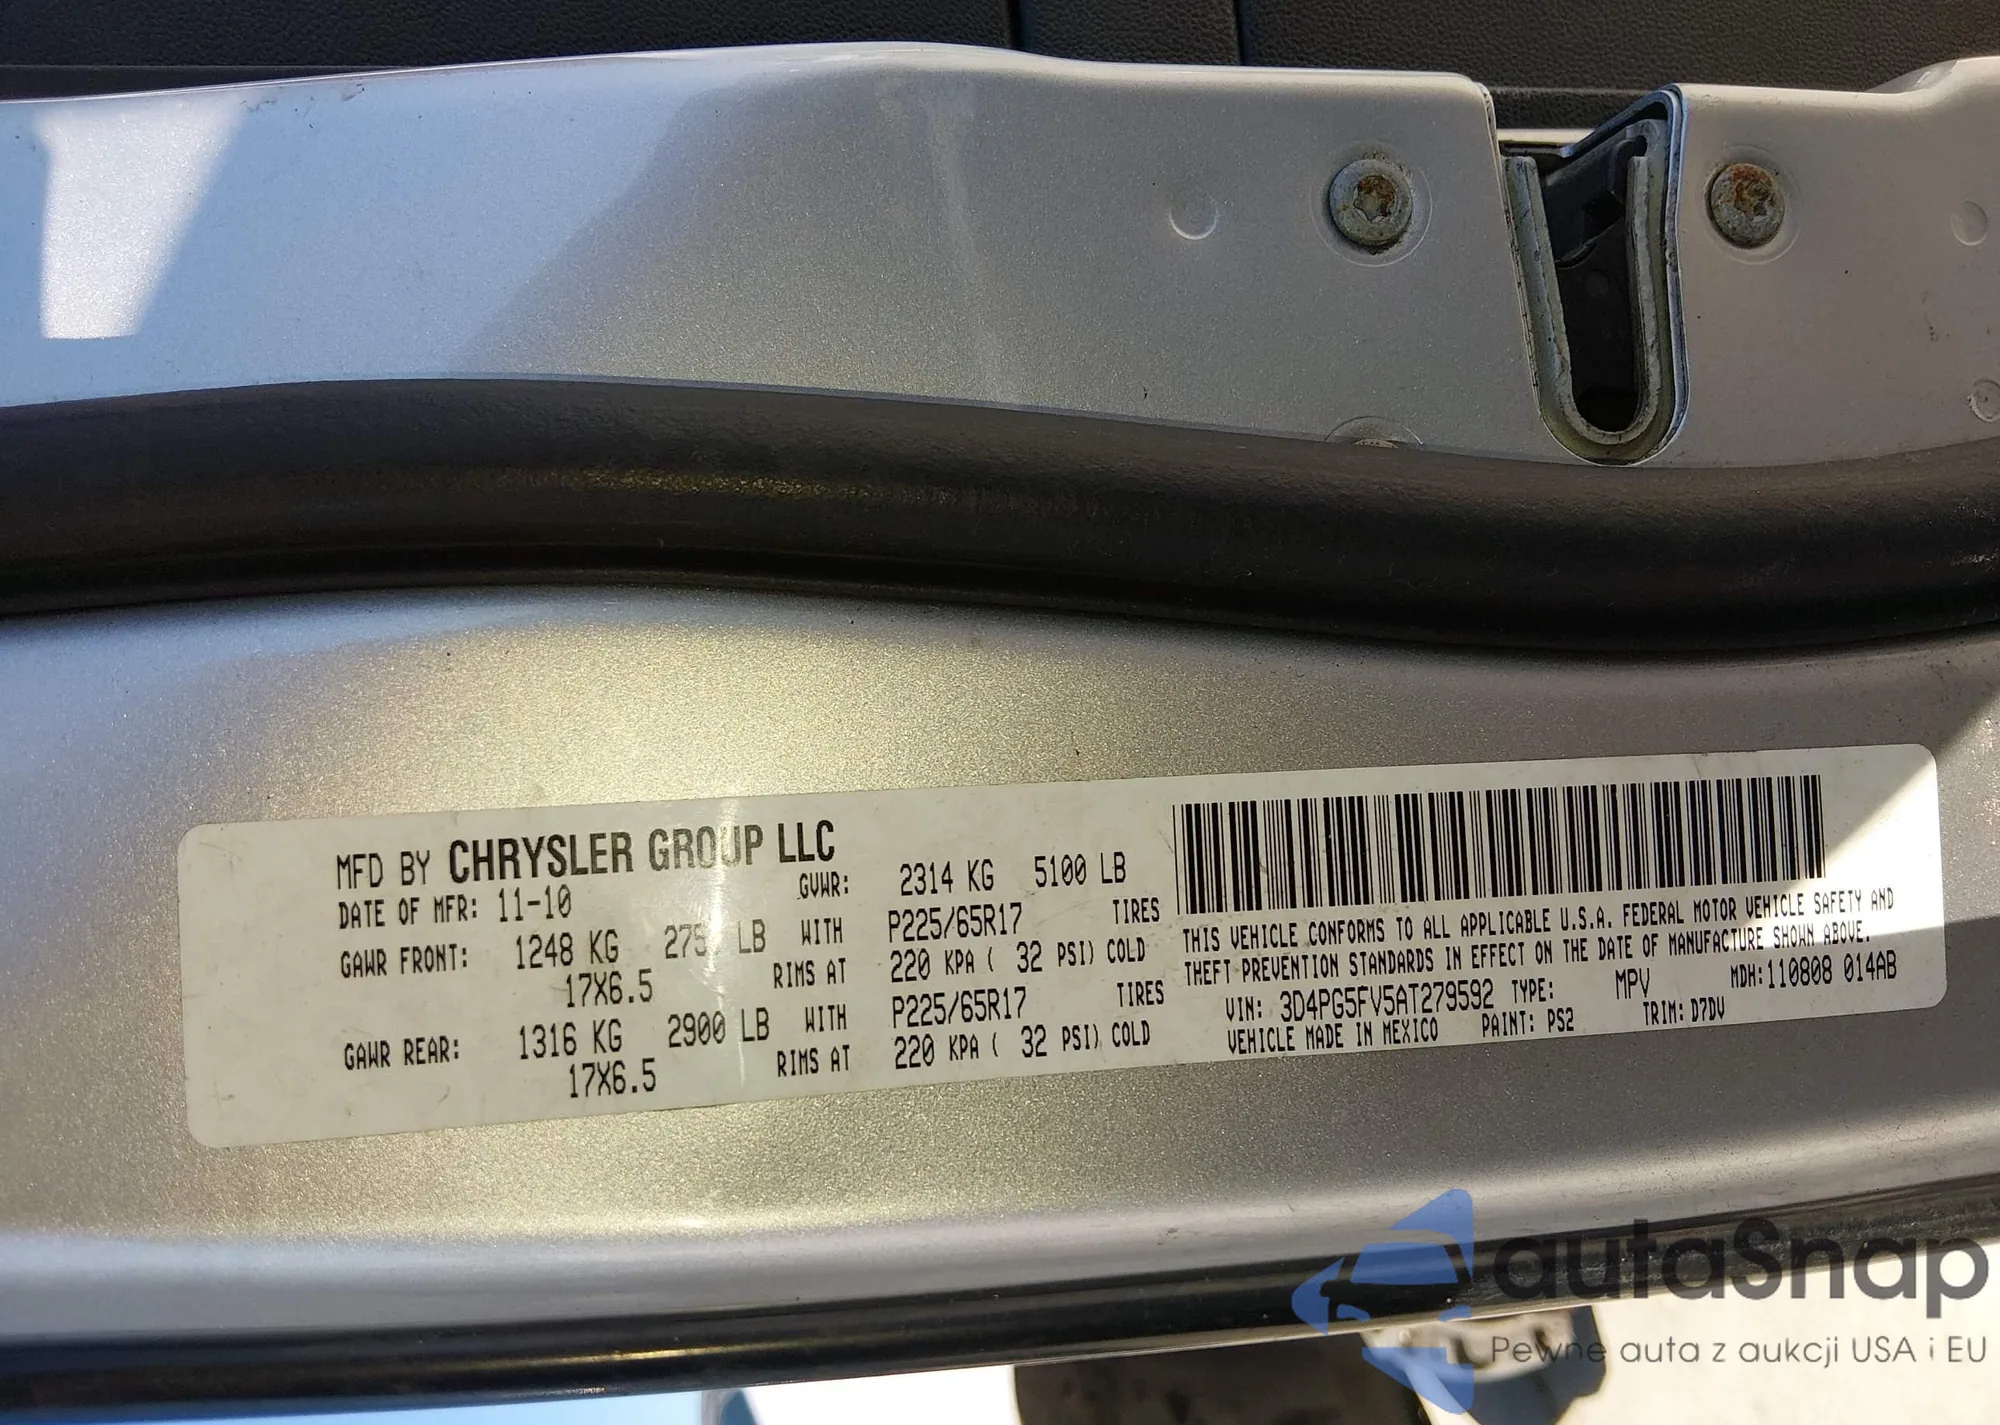 MFD BY CHRYSLER GROUP LLC
DATE OF MFR: 11-10 GVWR: 2314 KG 5100 LB
GAWR FRONT: 1248 KG LB WITH P225/65R17 TIRES
17X6.5 RIMS AT 220 KPA ( 32 PSI) COLD
GAWR REAR: 1316 KG 2900 LB WITH P225/65R17 TIRES
17X6.5 RIMS AT 220 KPA ( 32 PSI) COLD
THIS VEHICLE CONFORMS TO ALL APPLICABLE U.S.A. FEDERAL MOTOR VEHICLE SAFETY AND
THEFT PREVENTION STANDARDS IN EFFECT ON THE DATE OF MANUFACTURE SHOWN ABOVE.
VIN: 3D4PG5FV5AT279592 TYPE: MPV MDH:110808 014AB
VEHICLE MADE IN MEXICO PAINT: PS2 TRIM: D7DV
autaSnap
Pewne auta z aukcji USA i EU